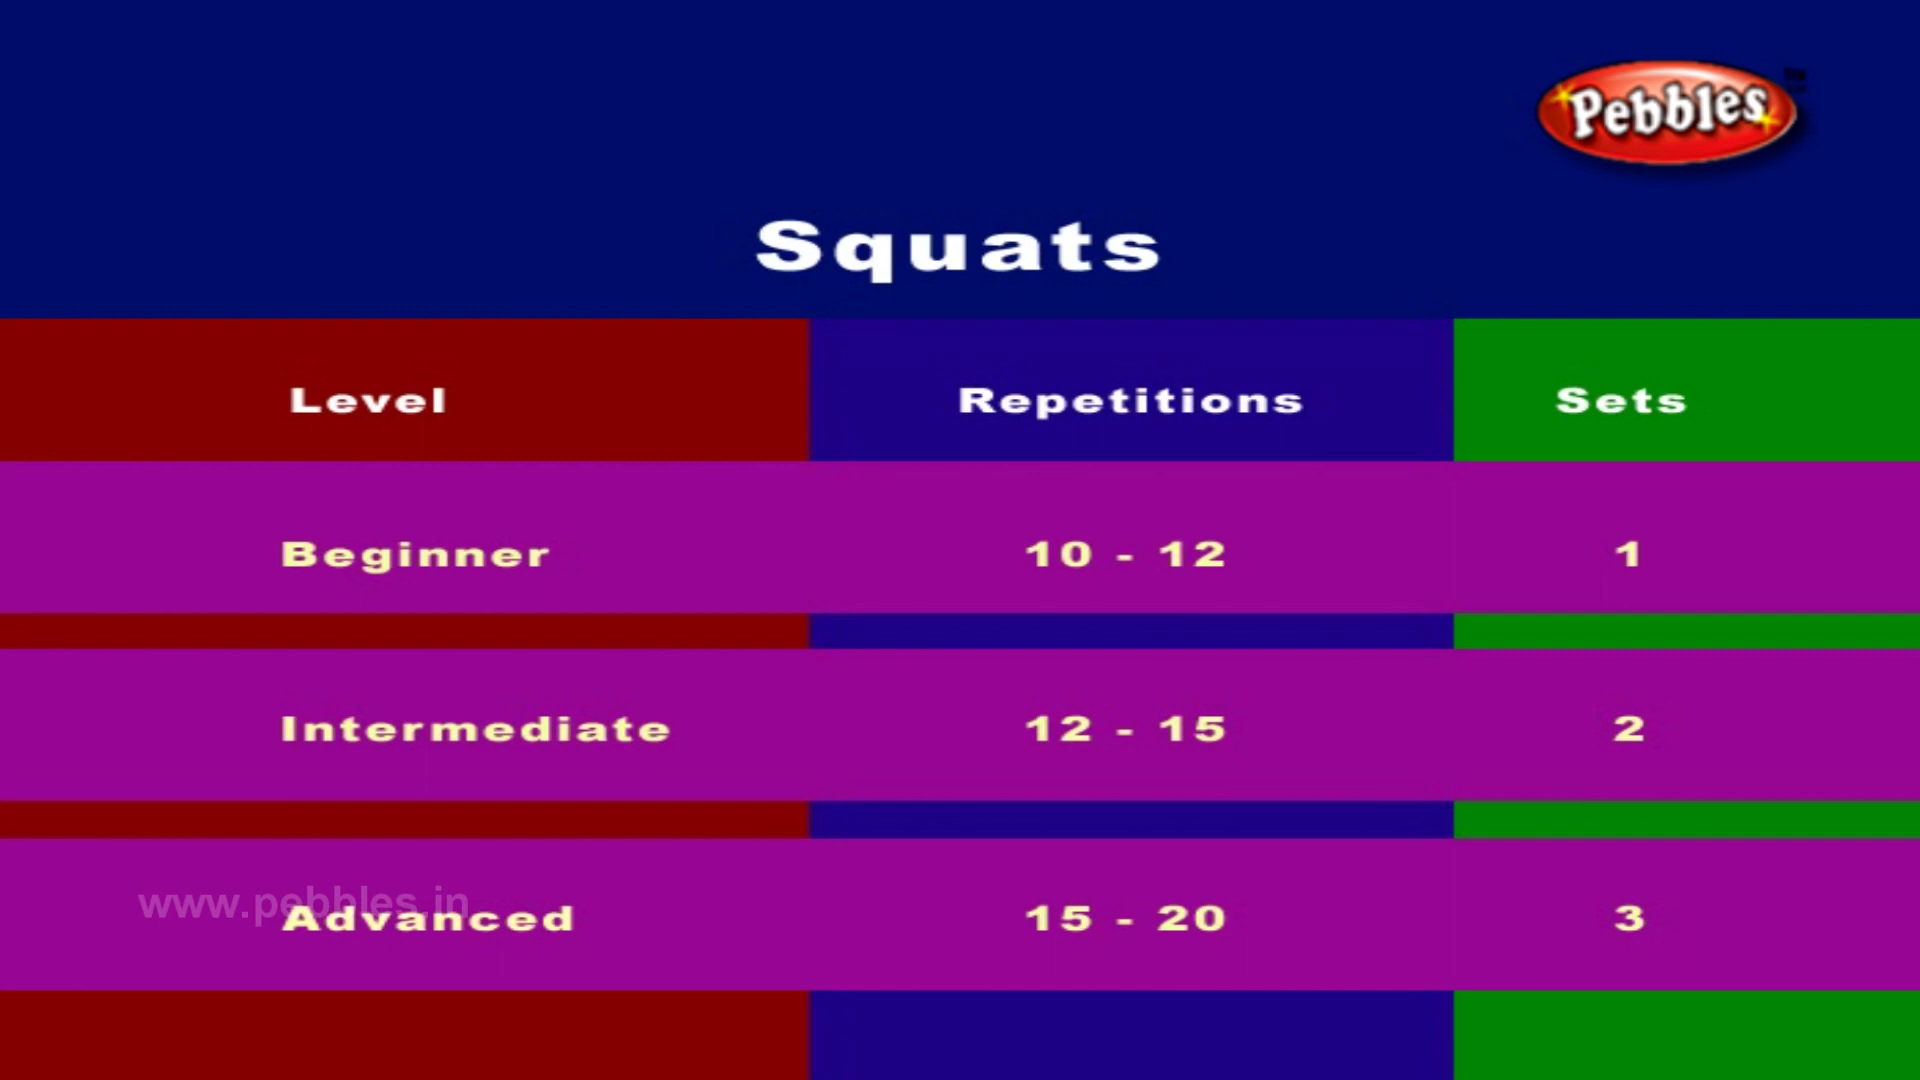 Pebbles
Squats
Level Repetitions Sets
Beginner 10 - 12 1
Intermediate 12 - 15 2
www.pebbles.in
Advanced 15 - 20 3